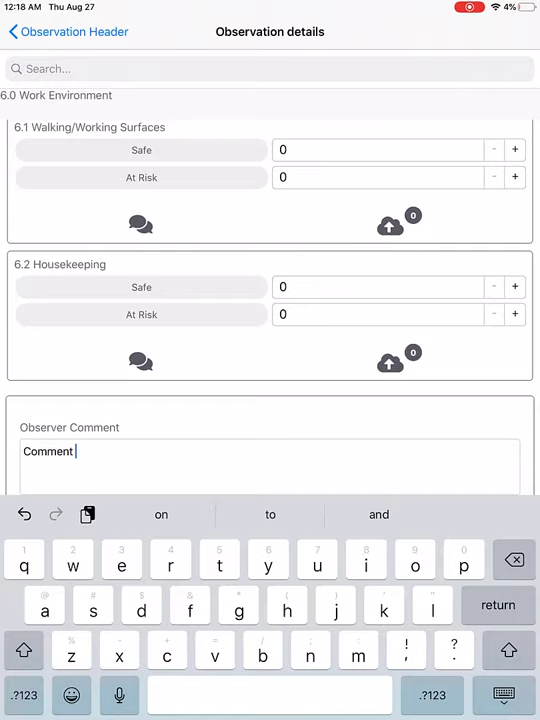 12:18 AM Thu Aug 27 4%
Observation Header Observation details
Search...
6.0 Work Environment
6.1 Walking/Working Surfaces
Safe 0 - +
At Risk 0 - +
0
6.2 Housekeeping
Safe 0 - +
At Risk 0 - +
0
Observer Comment
Comment
on to and
1 2 3 4 5 6 7 8 9 0
q w e r t y u i o p
@ # $ & * ( ) ' "
a s d f g h j k l return
% - + = / ; : ! ?
z x c v b n m , .
.?123 .?123